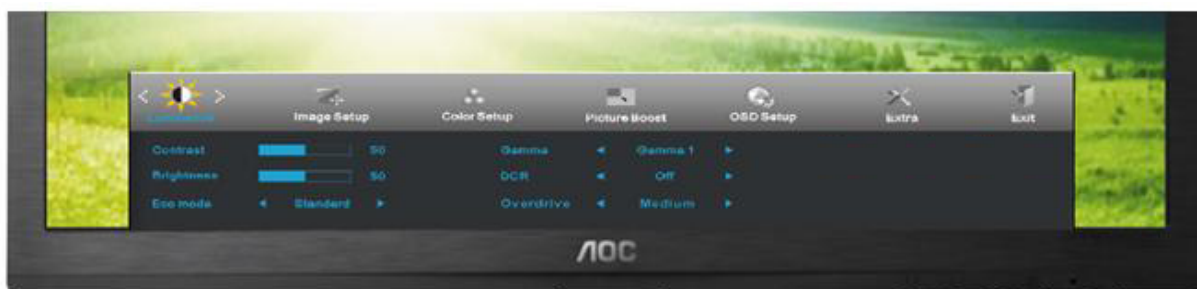 < >
Luminance Image Setup Color Setup Picture Boost OSD Setup Extra Exit
Contrast 50 Gamma Gamma 1
Brightness 50 DCR Off
Eco mode Standard Overdrive Medium
AOC